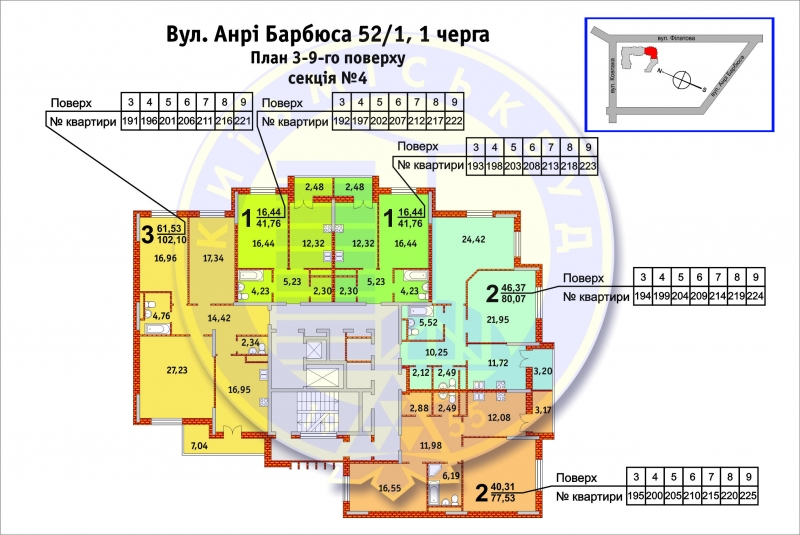 Вул. Анрі Барбюса 52/1, 1 черга
План 3-9-го поверху
секція №4
вул. Філатова
вул. Ковпака
вул. Анрі Барбюса
N
S
Поверх 3 4 5 6 7 8 9
№ квартири 191 196 201 206 211 216 221
Поверх 3 4 5 6 7 8 9
№ квартири 192 197 202 207 212 217 222
Поверх 3 4 5 6 7 8 9
№ квартири 193 198 203 208 213 218 223
КИЇВМІСЬКБУД
2,48 2,48
1 16,44
41,76
1 16,44
41,76
3 61,53
102,10
16,96 17,34 16,44 12,32 12,32 16,44
24,42
Поверх 3 4 5 6 7 8 9
№ квартири 194 199 204 209 214 219 224
2 46,37
80,07
4,23 5,23 2,30 2,30 5,23 4,23
4,76 14,42 5,52 21,95
2,34 10,25
27,23 16,95 2,12 2,49 11,72 3,20
2,88 2,49 12,08 3,17
55
7,04 11,98
16,55 6,19
2 40,31
77,53
Поверх 3 4 5 6 7 8 9
№ квартири 195 200 205 210 215 220 225